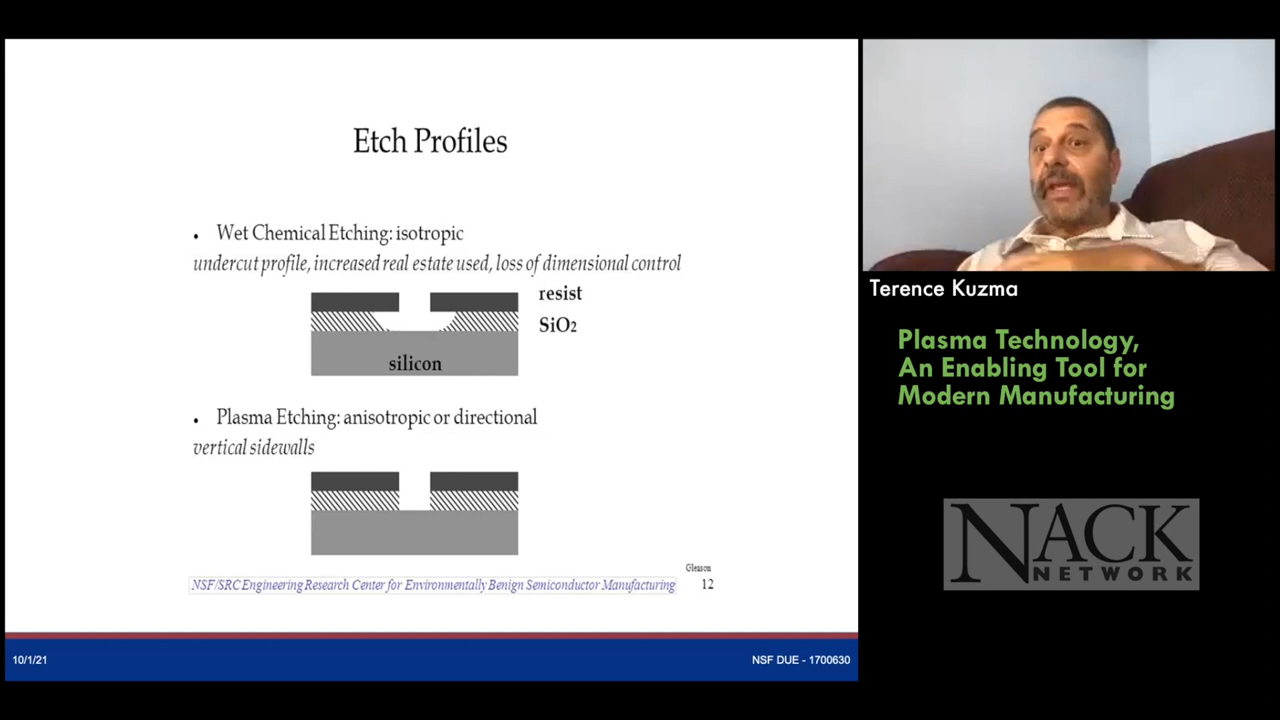 Etch Profiles
• Wet Chemical Etching: isotropic
undercut profile, increased real estate used, loss of dimensional control
resist
SiO2
silicon
• Plasma Etching: anisotropic or directional
vertical sidewalls
Gleason
NSF/SRC Engineering Research Center for Environmentally Benign Semiconductor Manufacturing
12
10/1/21
NSF DUE - 1700630
Terence Kuzma
Plasma Technology,
An Enabling Tool for
Modern Manufacturing
NACK
NETWORK